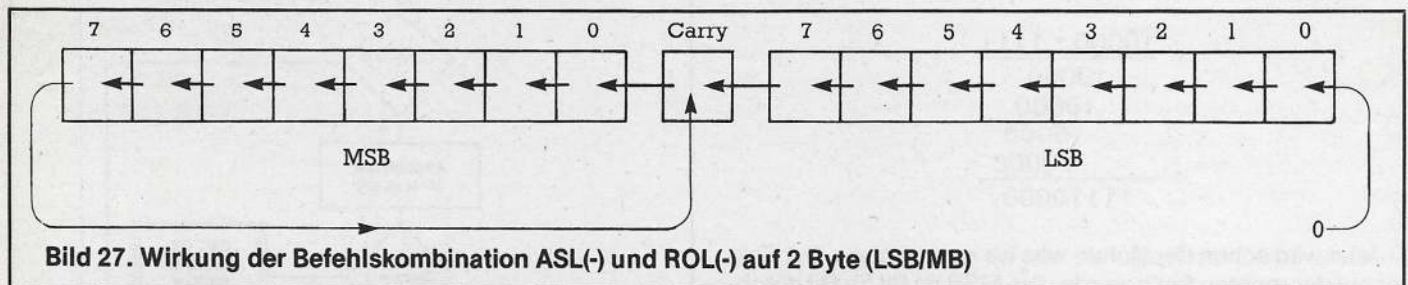 7 6 5 4 3 2 1 0 Carry 7 6 5 4 3 2 1 0
MSB LSB
0
Bild 27. Wirkung der Befehlskombination ASL(-) und ROL(-) auf 2 Byte (LSB/MB)